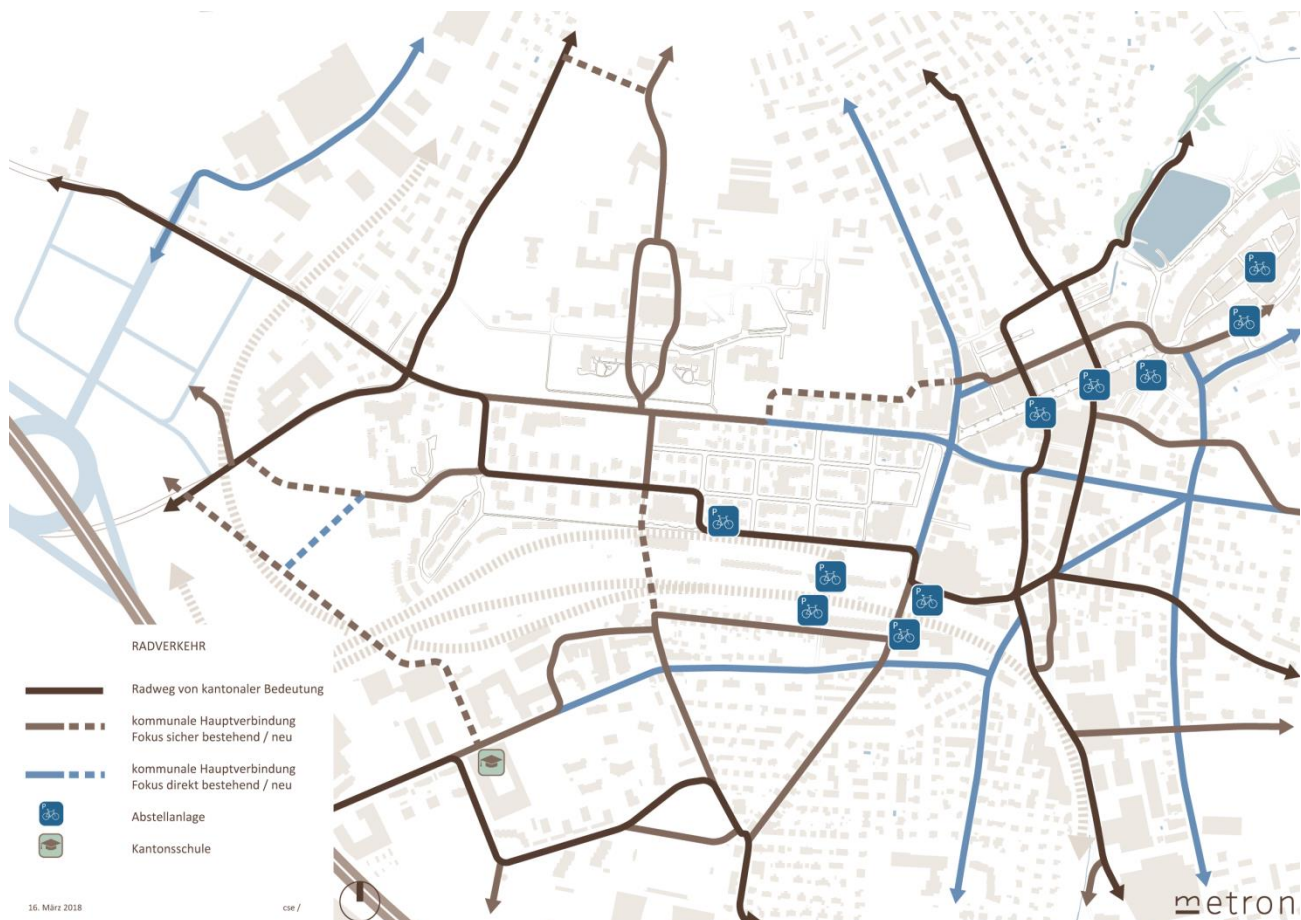 P
P
P
P
P
P
P
P
P
P
RADVERKEHR
Radweg von kantonaler Bedeutung
kommunale Hauptverbindung
Fokus sicher bestehend / neu
kommunale Hauptverbindung
Fokus direkt bestehend / neu
P
Abstellanlage
Kantonsschule
16. März 2018
cse /
metron